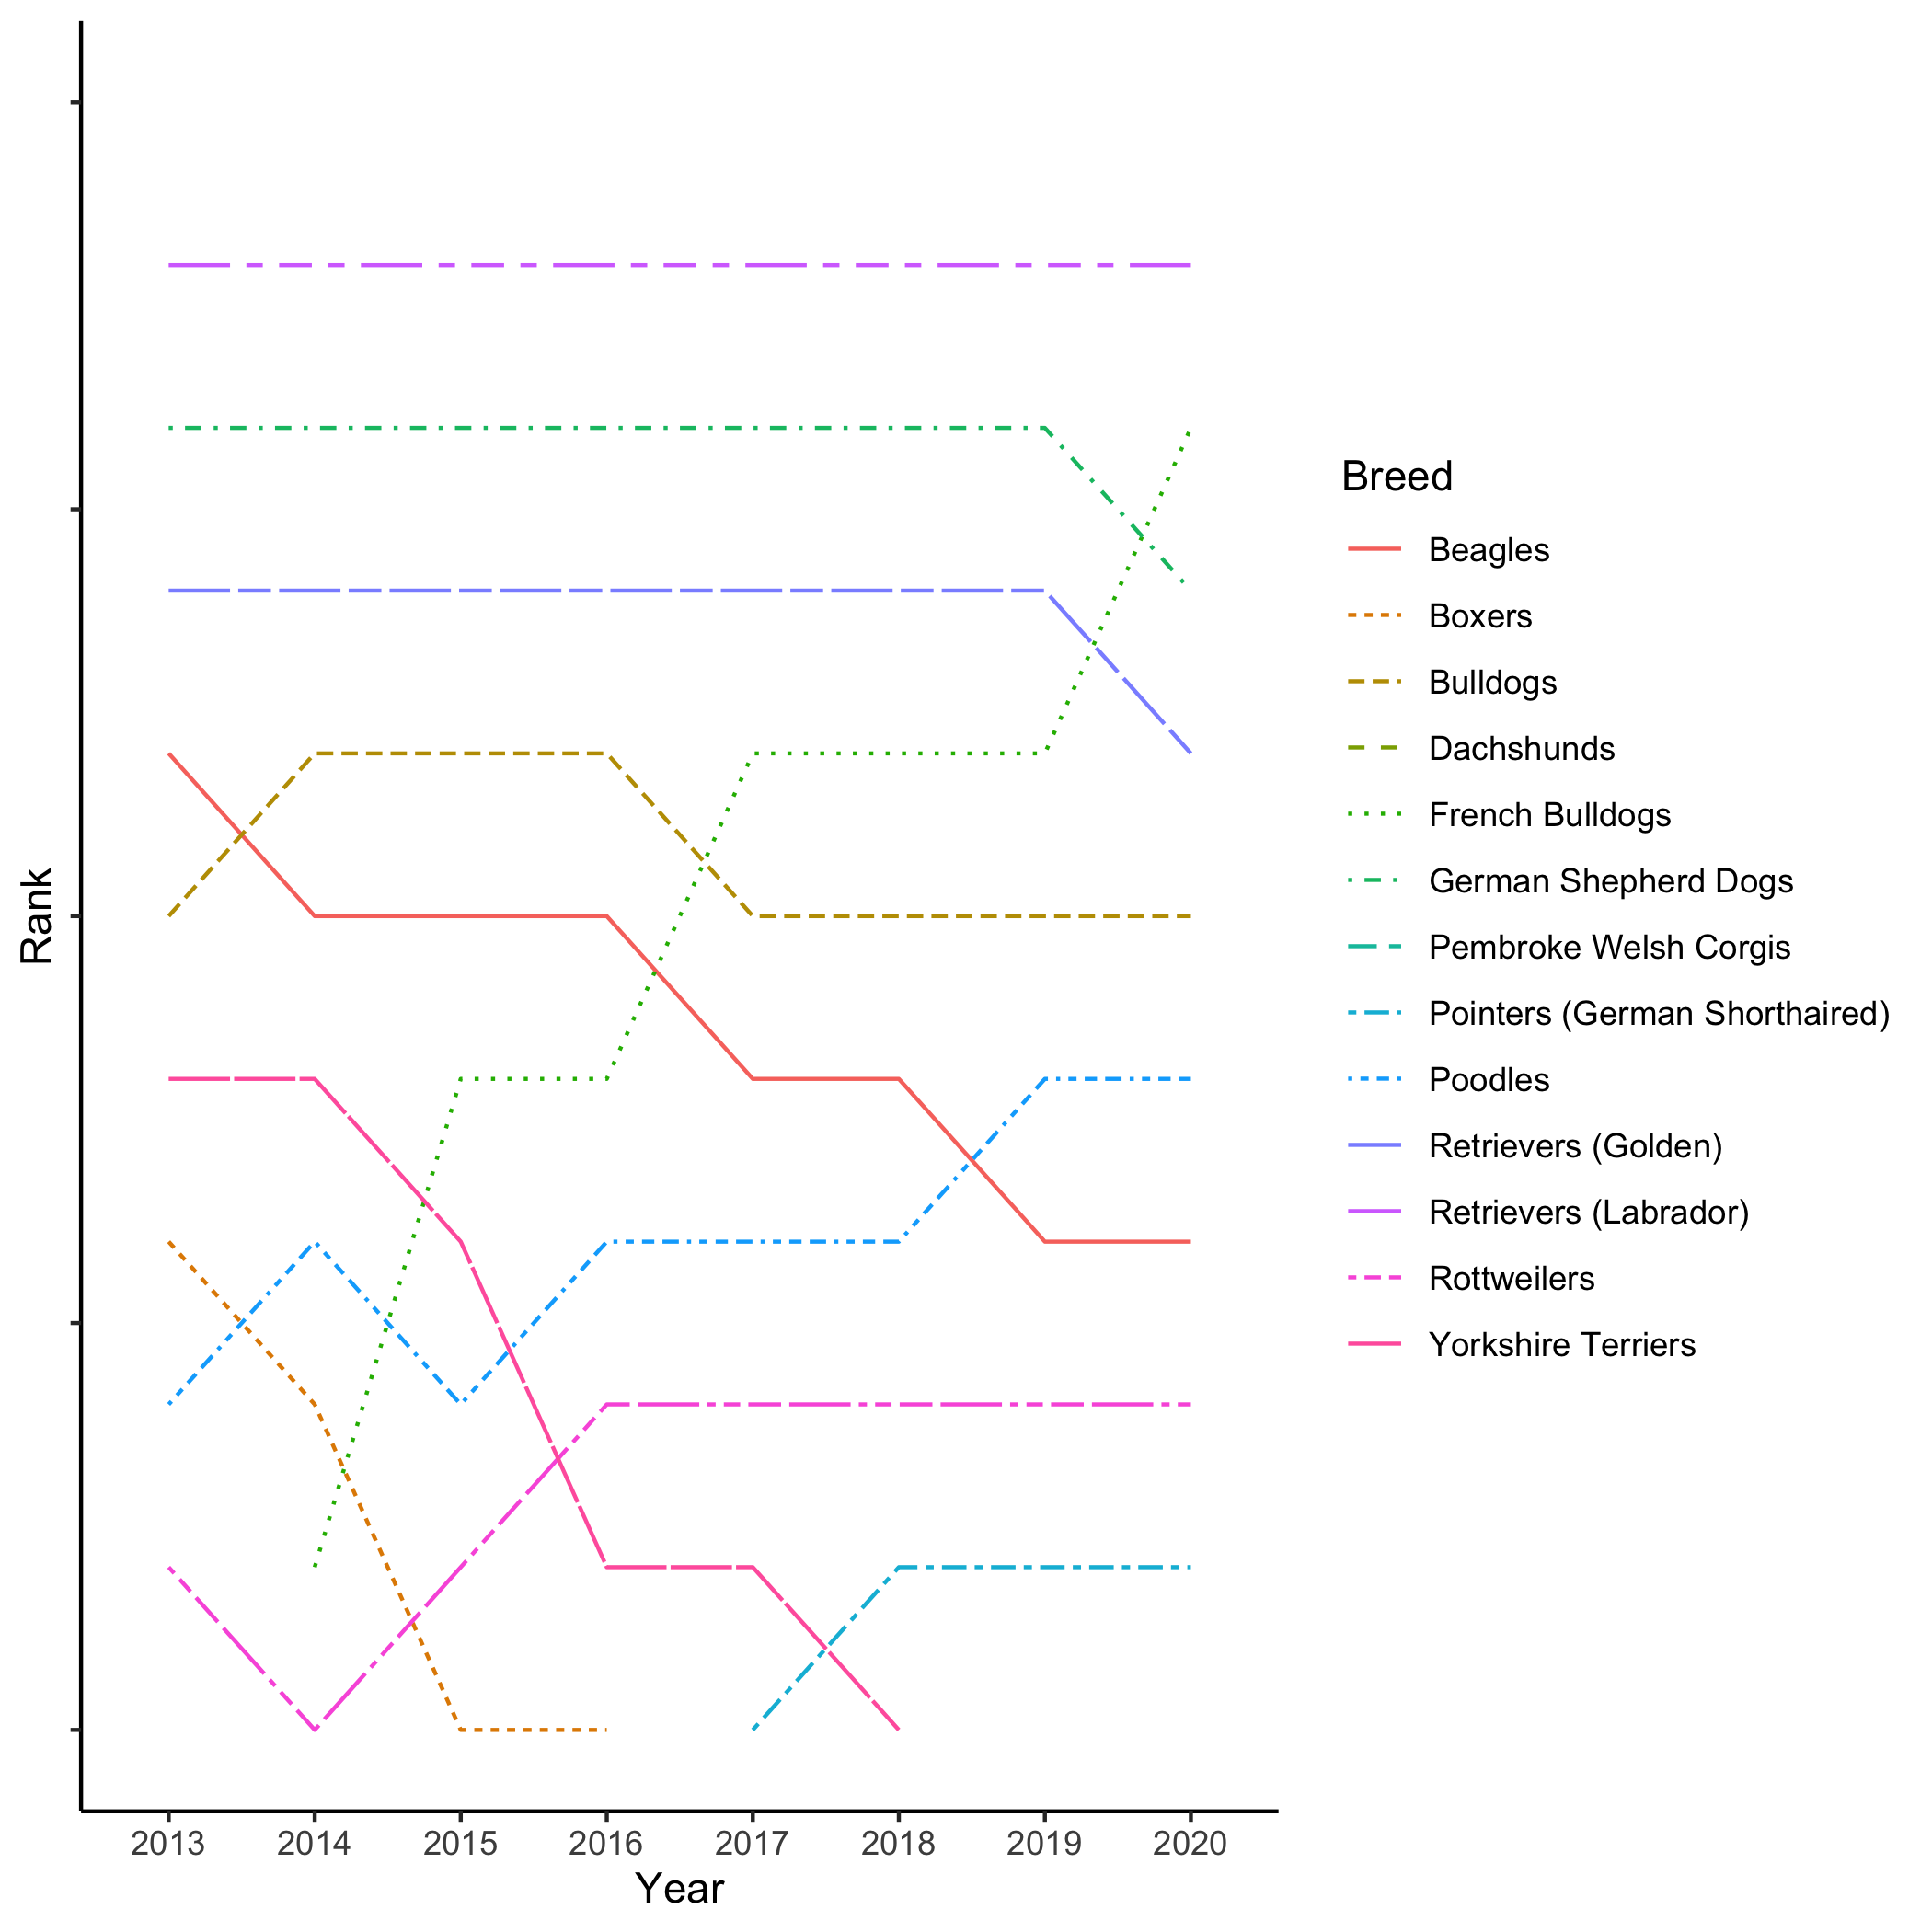 Rank
2013 2014 2015 2016 2017 2018 2019 2020
Year
Breed
Beagles
Boxers
Bulldogs
Dachshunds
French Bulldogs
German Shepherd Dogs
Pembroke Welsh Corgis
Pointers (German Shorthaired)
Poodles
Retrievers (Golden)
Retrievers (Labrador)
Rottweilers
Yorkshire Terriers